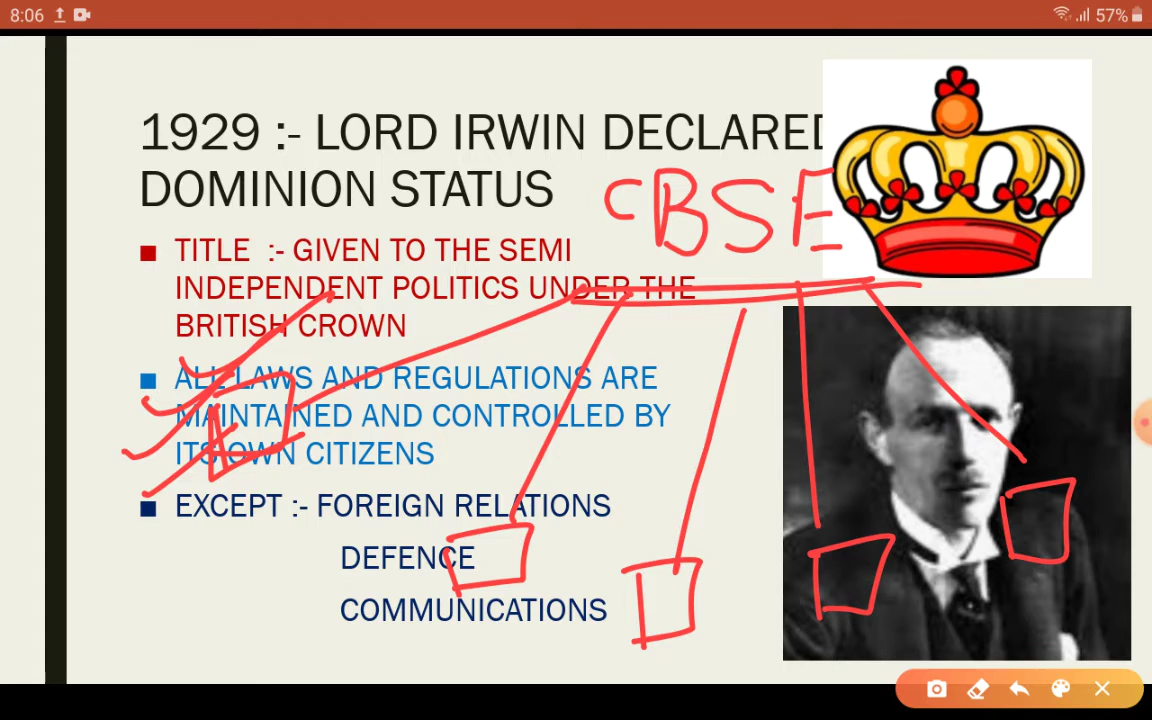 8:06
57%
1929 :- LORD IRWIN DECLARED
DOMINION STATUS
CBSE
■ TITLE :- GIVEN TO THE SEMI
INDEPENDENT POLITICS UNDER THE
BRITISH CROWN
■ ALL LAWS AND REGULATIONS ARE
MAINTAINED AND CONTROLLED BY
ITS OWN CITIZENS
■ EXCEPT :- FOREIGN RELATIONS
DEFENCE
COMMUNICATIONS